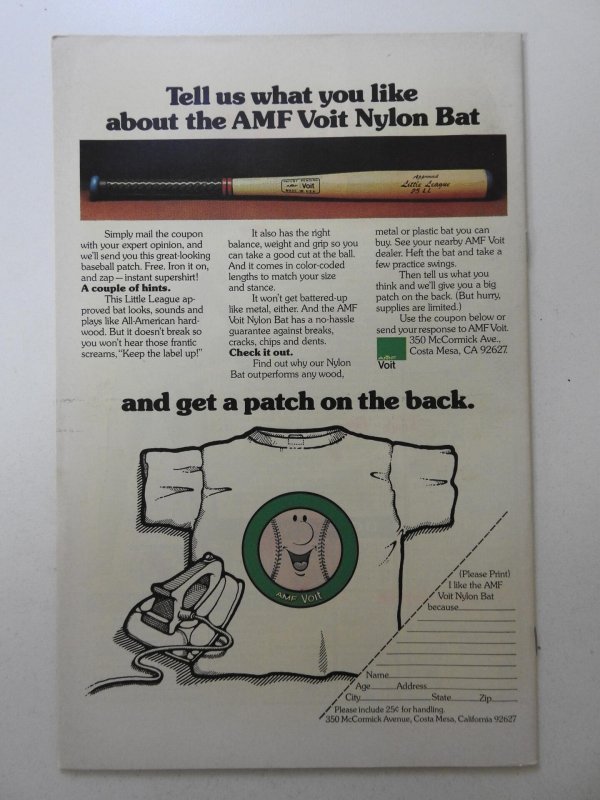 Tell us what you like
about the AMF Voit Nylon Bat
PATENT PENDING
AMF Voit
MADE IN U.S.A.
Approved
Little League
25 LL
Simply mail the coupon
with your expert opinion, and
we'll send you this great-looking
baseball patch. Free. Iron it on,
and zap—instant supershirt!
A couple of hints.
This Little League ap-
proved bat looks, sounds and
plays like All-American hard-
wood. But it doesn't break so
you won't hear those frantic
screams, "Keep the label up!"
It also has the right
balance, weight and grip so you
can take a good cut at the ball.
And it comes in color-coded
lengths to match your size
and stance.
It won't get battered-up
like metal, either. And the AMF
Voit Nylon Bat has a no-hassle
guarantee against breaks,
cracks, chips and dents.
Check it out.
Find out why our Nylon
Bat outperforms any wood,
metal or plastic bat you can
buy. See your nearby AMF Voit
dealer. Heft the bat and take a
few practice swings.
Then tell us what you
think and we'll give you a big
patch on the back. (But hurry,
supplies are limited.)
Use the coupon below or
send your response to AMF Voit.
350 McCormick Ave.,
Costa Mesa, CA 92627.
AMF
Voit
and get a patch on the back.
AMF Voit
(Please Print)
I like the AMF
Voit Nylon Bat
because
Name
Age Address
City State Zip
Please include 25¢ for handling.
350 McCormick Avenue, Costa Mesa, California 92627